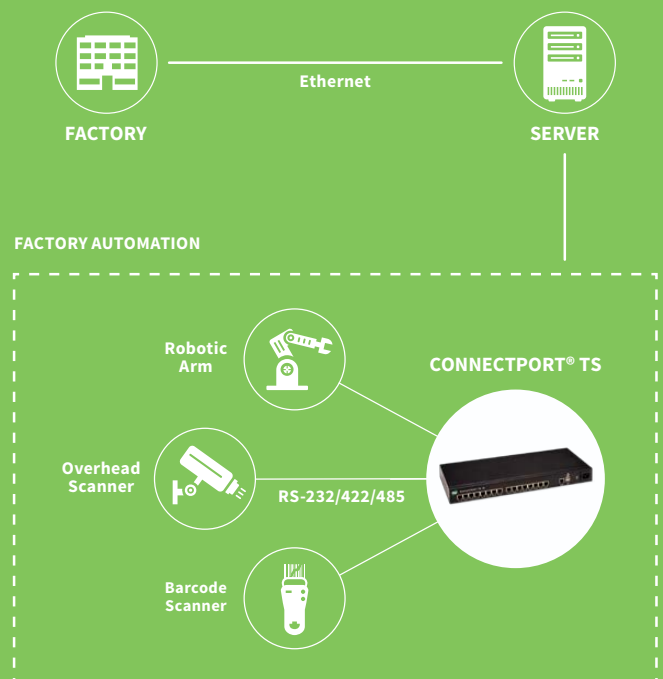 Ethernet
FACTORY
SERVER
FACTORY AUTOMATION
Robotic
Arm
CONNECTPORT® TS
Overhead
Scanner
RS-232/422/485
Barcode
Scanner